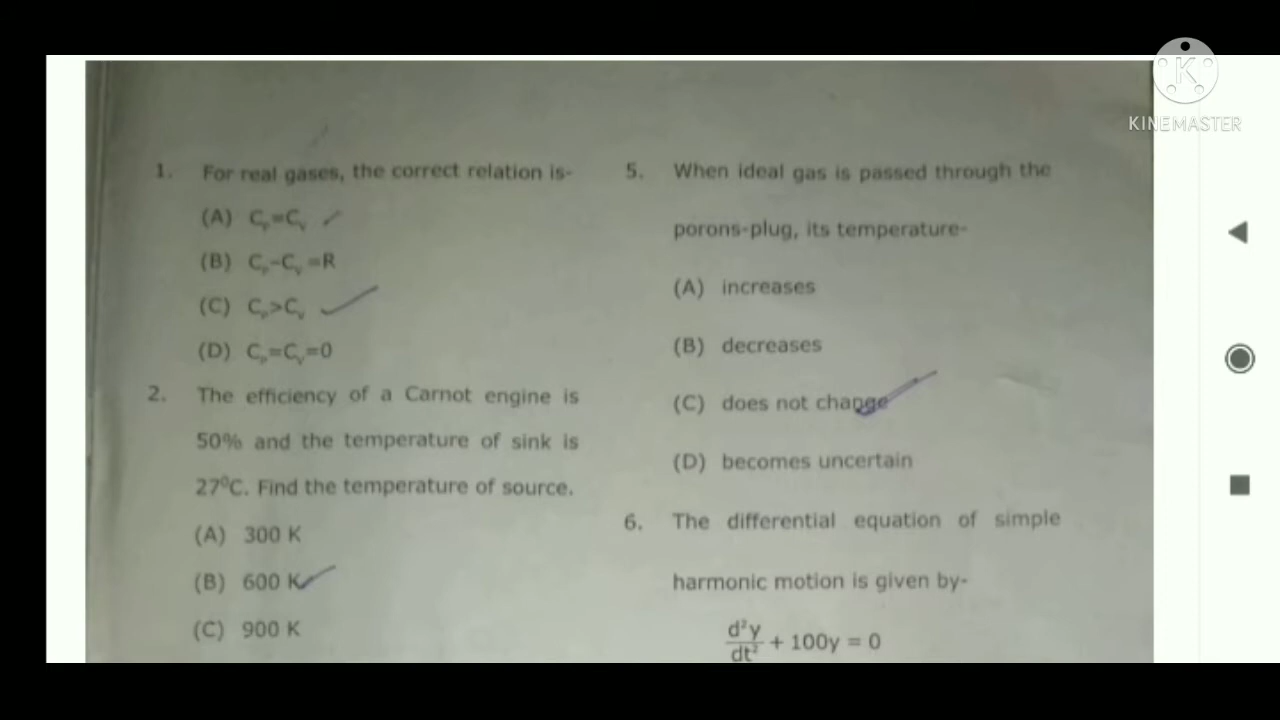 1. For real gases, the correct relation is-
(A) Cₚ=Cᵥ
(B) Cₚ-Cᵥ=R
(C) Cₚ>Cᵥ
(D) Cₚ=Cᵥ=0
2. The efficiency of a Carnot engine is
50% and the temperature of sink is
27⁰C. Find the temperature of source.
(A) 300 K
(B) 600 K
(C) 900 K
5. When ideal gas is passed through the
porons-plug, its temperature-
(A) increases
(B) decreases
(C) does not change
(D) becomes uncertain
6. The differential equation of simple
harmonic motion is given by-
d²y/dt² + 100y = 0
K
KINEMASTER